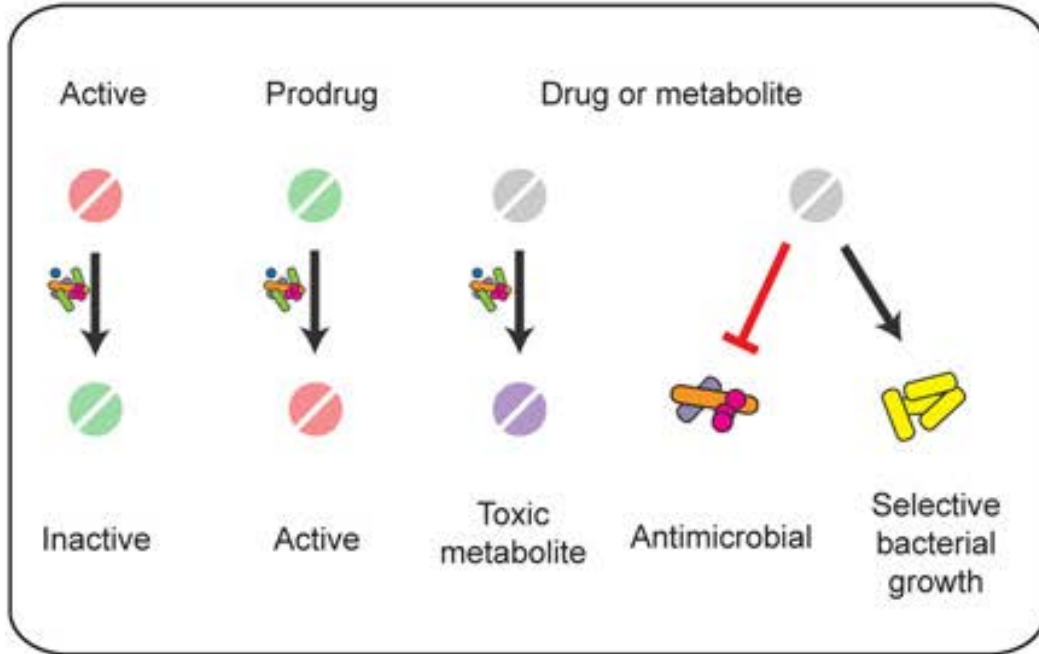 Active
Prodrug
Drug or metabolite
Inactive
Active
Toxic
metabolite
Antimicrobial
Selective
bacterial
growth